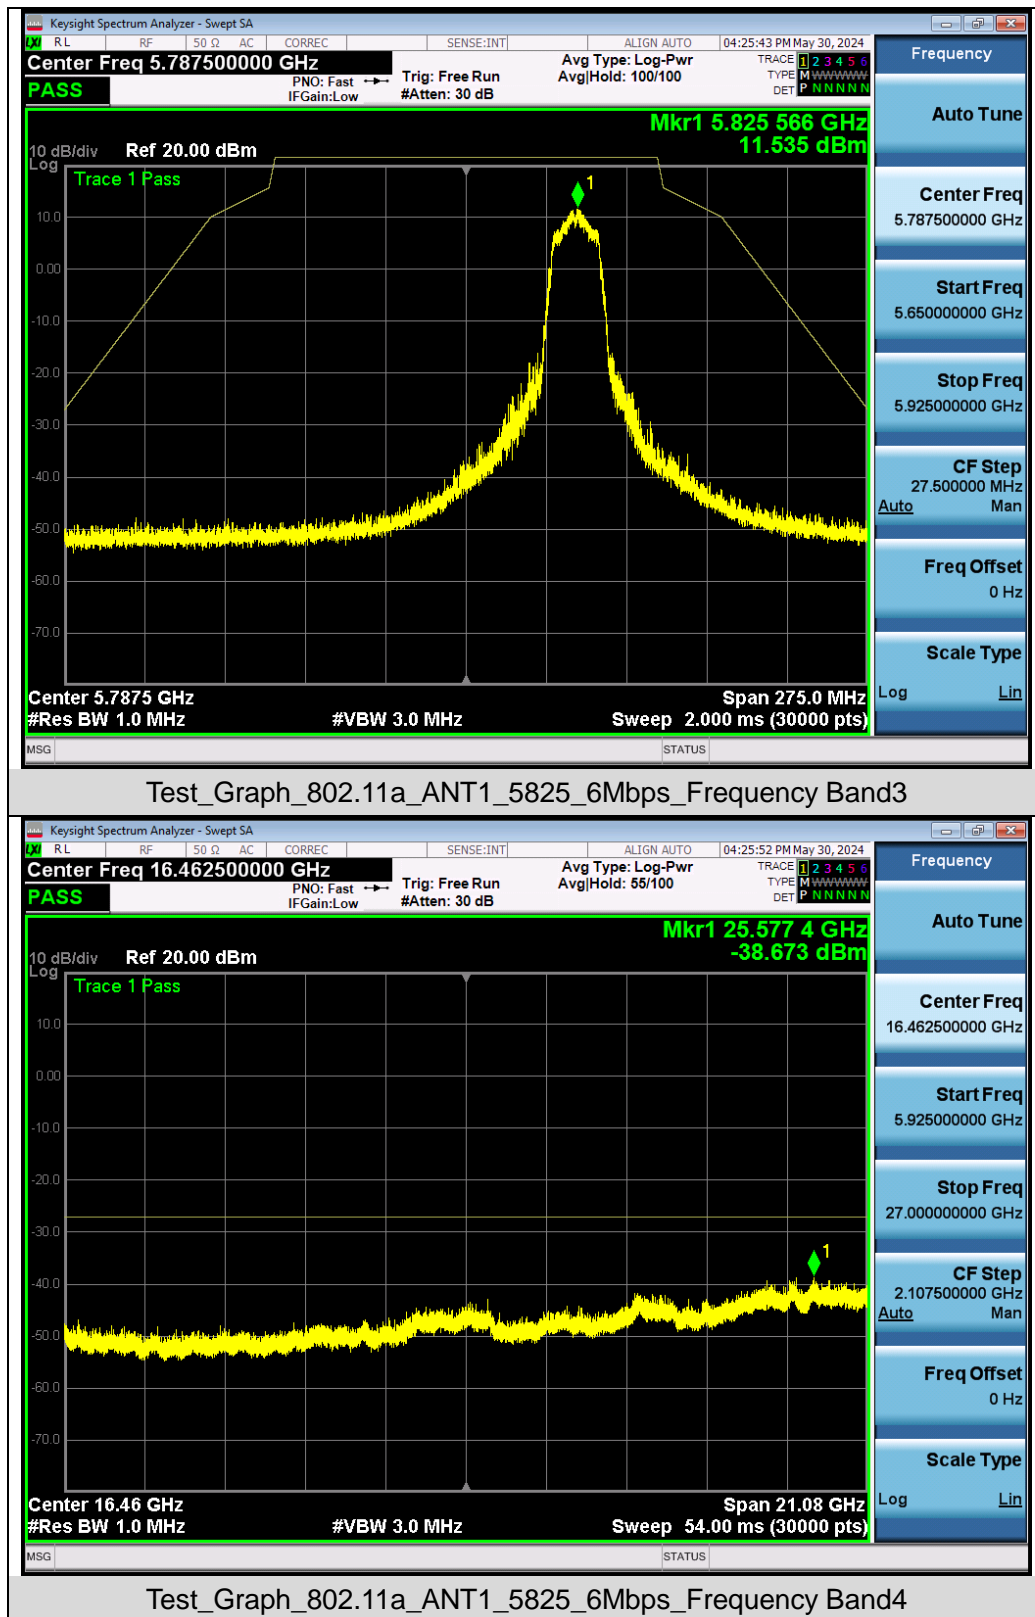 Keysight Spectrum Analyzer - Swept SA
LXI RL RF 50 Ω AC CORREC SENSE:INT ALIGN AUTO 04:25:43 PM May 30, 2024
Center Freq 5.787500000 GHz
PNO: Fast
IFGain:Low
Trig: Free Run
#Atten: 30 dB
Avg Type: Log-Pwr
Avg|Hold: 100/100
TRACE 1 2 3 4 5 6
TYPE M WWWWW
DET P N N N N N
PASS
Mkr1 5.825 566 GHz
11.535 dBm
10 dB/div Ref 20.00 dBm
Log
Trace 1 Pass
1
10.0
0.00
-10.0
-20.0
-30.0
-40.0
-50.0
-60.0
-70.0
Center 5.7875 GHz Span 275.0 MHz
#Res BW 1.0 MHz #VBW 3.0 MHz Sweep 2.000 ms (30000 pts)
MSG STATUS
Frequency
Auto Tune
Center Freq
5.787500000 GHz
Start Freq
5.650000000 GHz
Stop Freq
5.925000000 GHz
CF Step
27.500000 MHz
Auto Man
Freq Offset
0 Hz
Scale Type
Log Lin
Test_Graph_802.11a_ANT1_5825_6Mbps_Frequency Band3
Keysight Spectrum Analyzer - Swept SA
LXI RL RF 50 Ω AC CORREC SENSE:INT ALIGN AUTO 04:25:52 PM May 30, 2024
Center Freq 16.462500000 GHz
PNO: Fast
IFGain:Low
Trig: Free Run
#Atten: 30 dB
Avg Type: Log-Pwr
Avg|Hold: 55/100
TRACE 1 2 3 4 5 6
TYPE M WWWWW
DET P N N N N N
PASS
Mkr1 25.577 4 GHz
-38.673 dBm
10 dB/div Ref 20.00 dBm
Log
Trace 1 Pass
1
10.0
0.00
-10.0
-20.0
-30.0
-40.0
-50.0
-60.0
-70.0
Center 16.46 GHz Span 21.08 GHz
#Res BW 1.0 MHz #VBW 3.0 MHz Sweep 54.00 ms (30000 pts)
MSG STATUS
Frequency
Auto Tune
Center Freq
16.462500000 GHz
Start Freq
5.925000000 GHz
Stop Freq
27.000000000 GHz
CF Step
2.107500000 GHz
Auto Man
Freq Offset
0 Hz
Scale Type
Log Lin
Test_Graph_802.11a_ANT1_5825_6Mbps_Frequency Band4